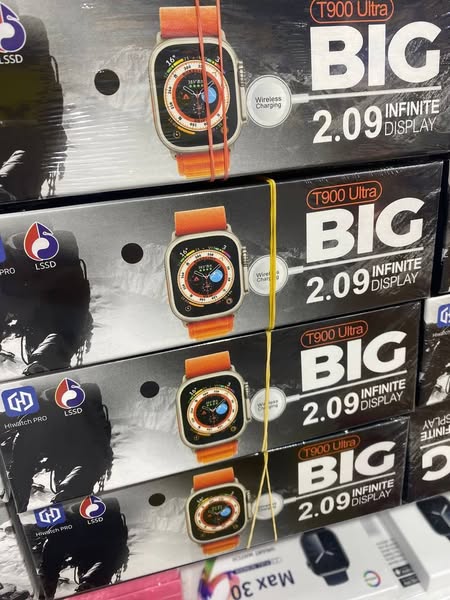 T900 Ultra
BIG
LSSD
Wireless
Charging
2.09 INFINITE
DISPLAY
T900 Ultra
BIG
PRO
LSSD
Wireless
Charging
2.09 INFINITE
DISPLAY
T900 Ultra
BIG
HiWatch PRO
LSSD
2.09 INFINITE
DISPLAY
T900 Ultra
BIG
HiWatch PRO
LSSD
2.09 INFINITE
DISPLAY
INFINITE
Max 30